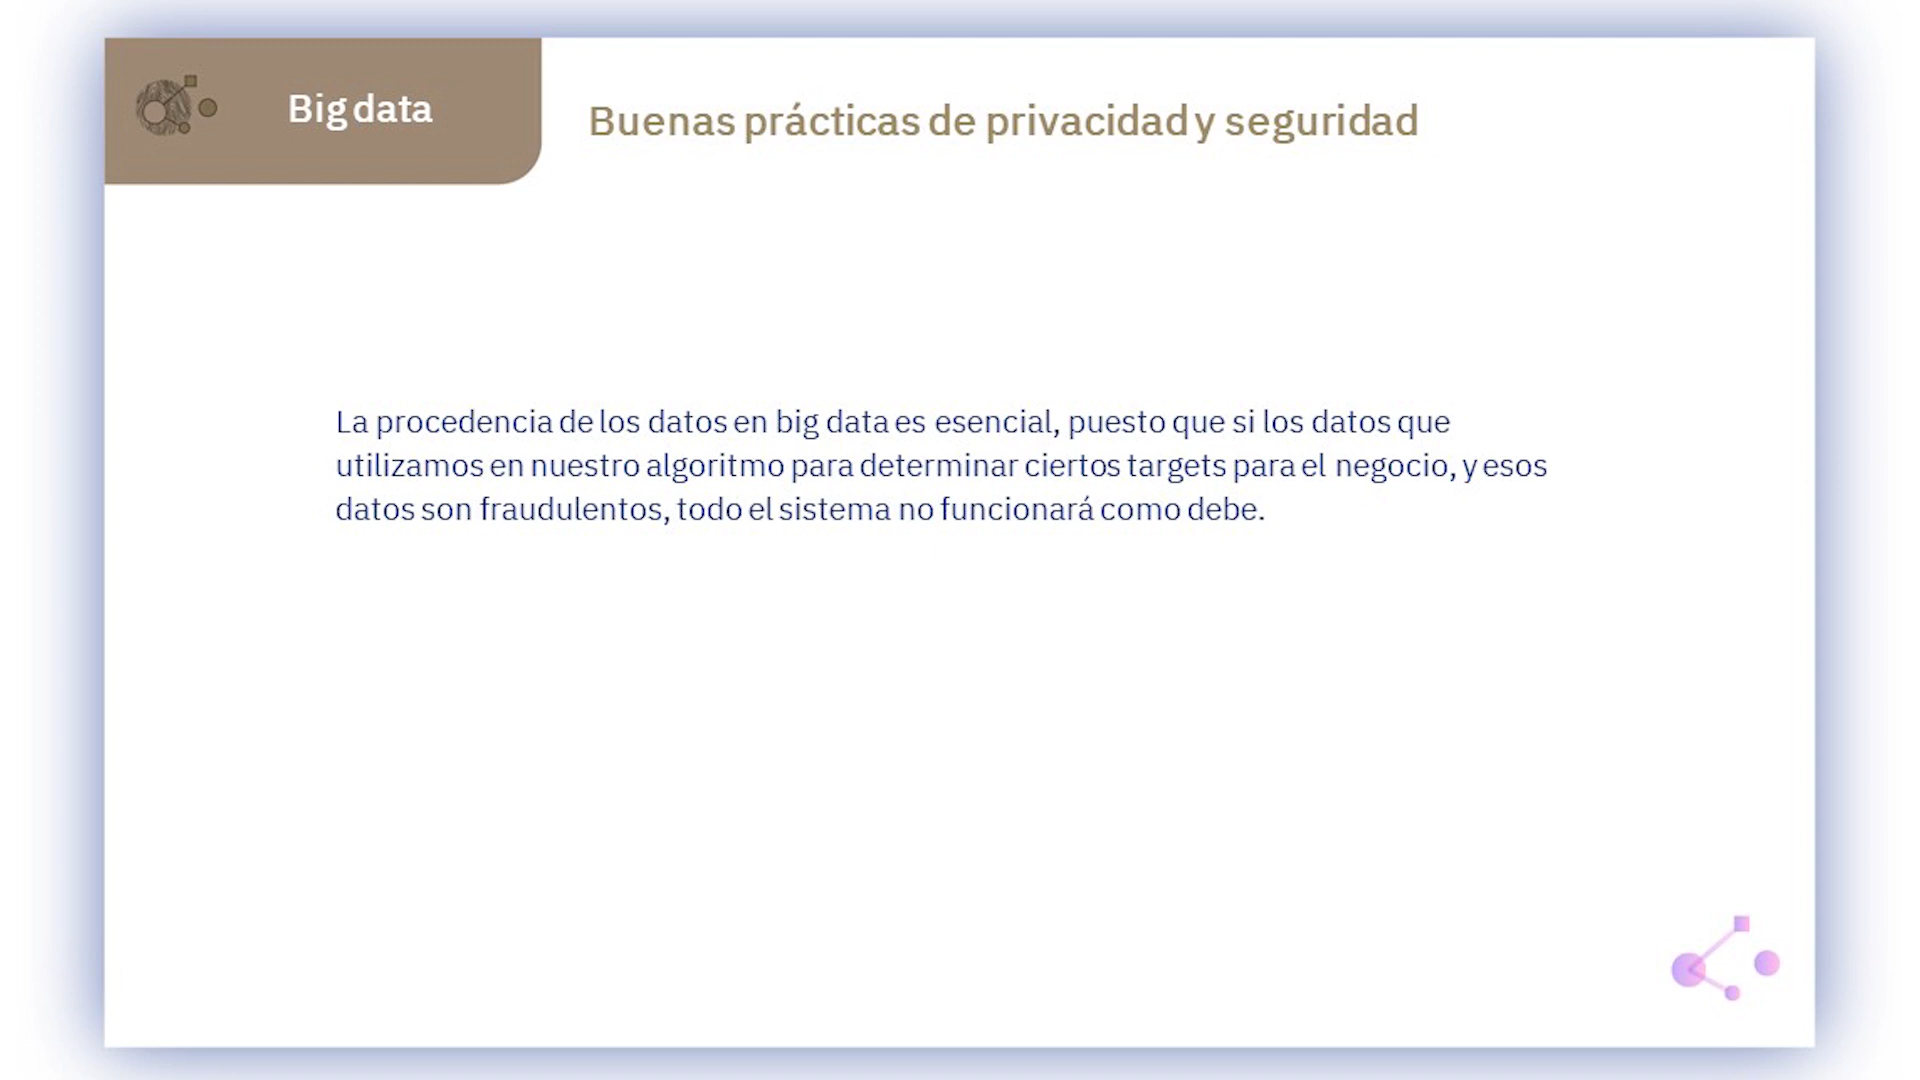 Big data
Buenas prácticas de privacidad y seguridad
La procedencia de los datos en big data es esencial, puesto que si los datos que
utilizamos en nuestro algoritmo para determinar ciertos targets para el negocio, y esos
datos son fraudulentos, todo el sistema no funcionará como debe.